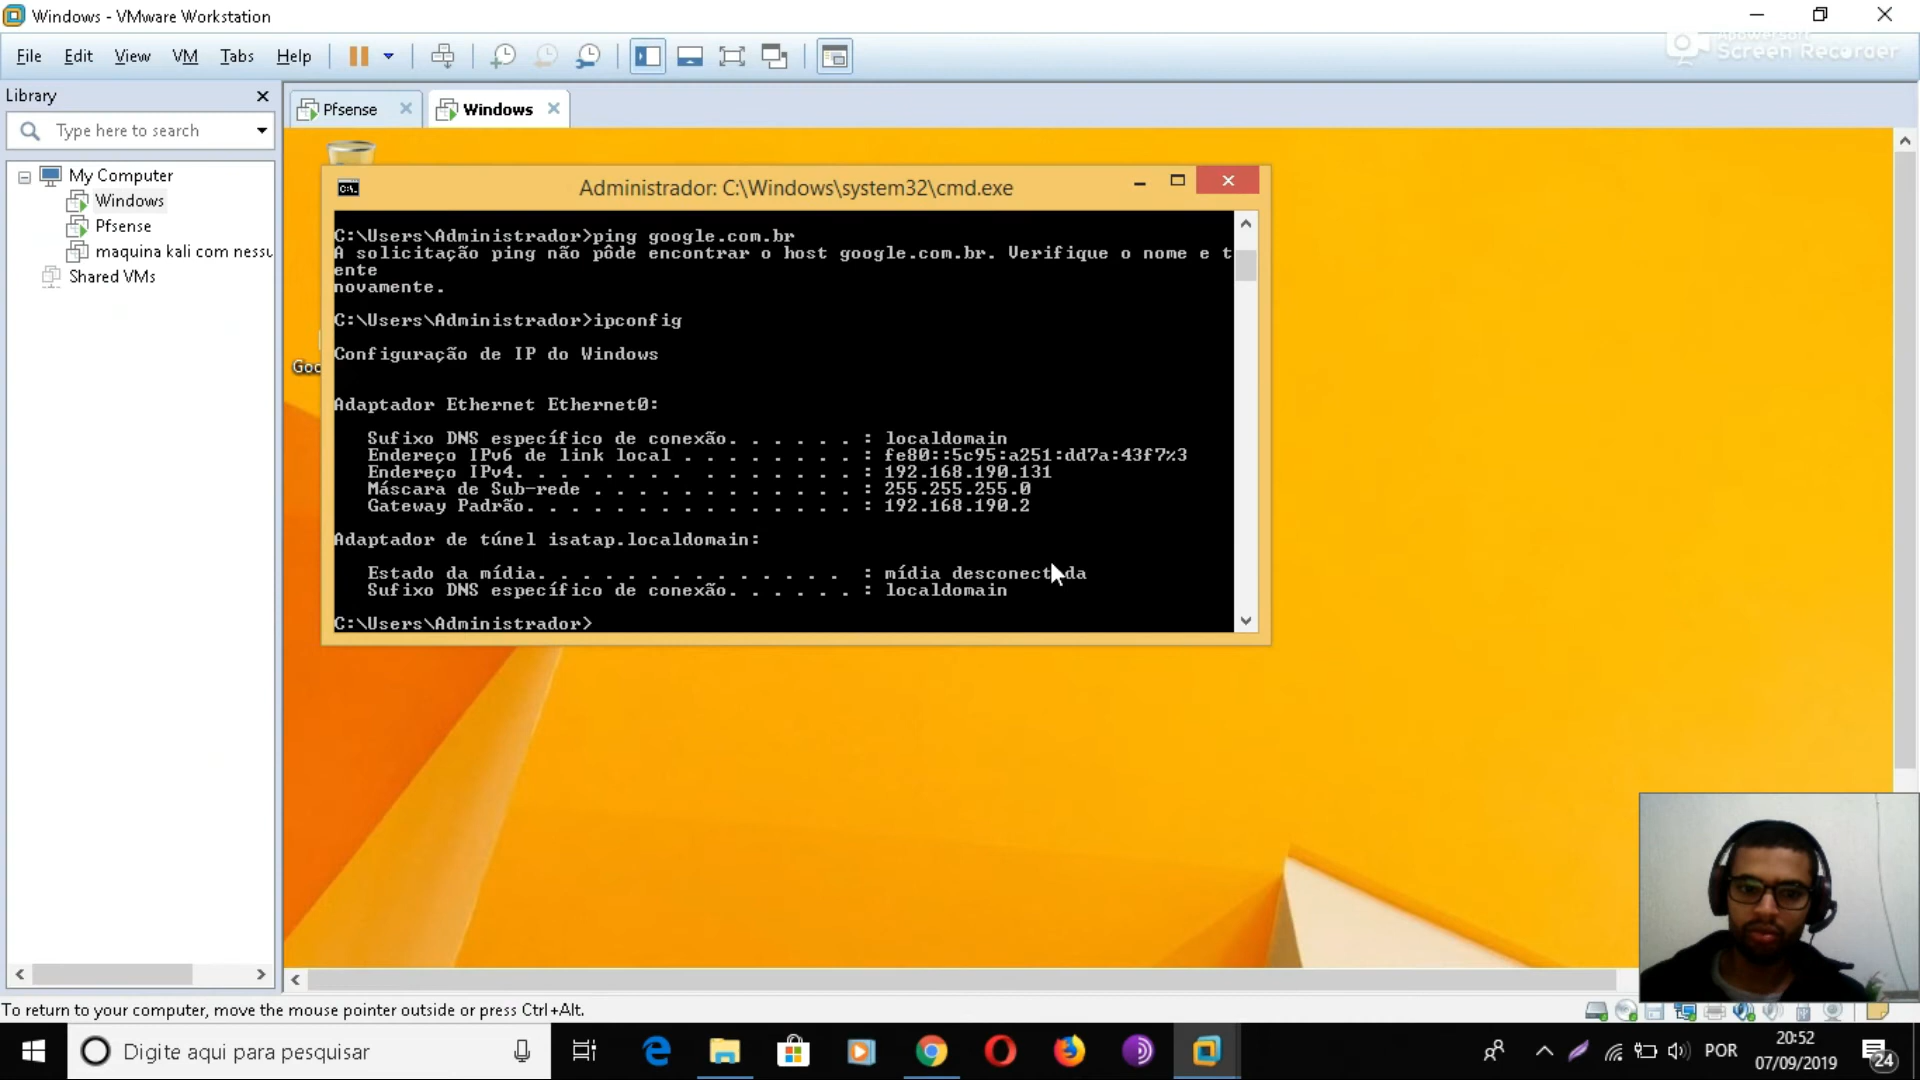 Windows - VMware Workstation
Apowersoft
Screen Recorder
File Edit View VM Tabs Help
Library
Type here to search
My Computer
Windows
Pfsense
maquina kali com nessu
Shared VMs
Pfsense
Windows
Goo
Administrador: C:\Windows\system32\cmd.exe
C:\Users\Administrador>ping google.com.br
A solicitação ping não pôde encontrar o host google.com.br. Verifique o nome e t
ente
novamente.
C:\Users\Administrador>ipconfig
Configuração de IP do Windows
Adaptador Ethernet Ethernet0:
Sufixo DNS específico de conexão. . . . . . : localdomain
Endereço IPv6 de link local . . . . . . . . : fe80::5c95:a251:dd7a:43f7%3
Endereço IPv4. . . . . . . .  . . . . . . . : 192.168.190.131
Máscara de Sub-rede . . . . . . . . . . . . : 255.255.255.0
Gateway Padrão. . . . . . . . . . . . . . . : 192.168.190.2
Adaptador de túnel isatap.localdomain:
Estado da mídia. . . . . . . . . . . . . .  : mídia desconectada
Sufixo DNS específico de conexão. . . . . . : localdomain
C:\Users\Administrador>
To return to your computer, move the mouse pointer outside or press Ctrl+Alt.
Digite aqui para pesquisar
POR
20:52
07/09/2019
24